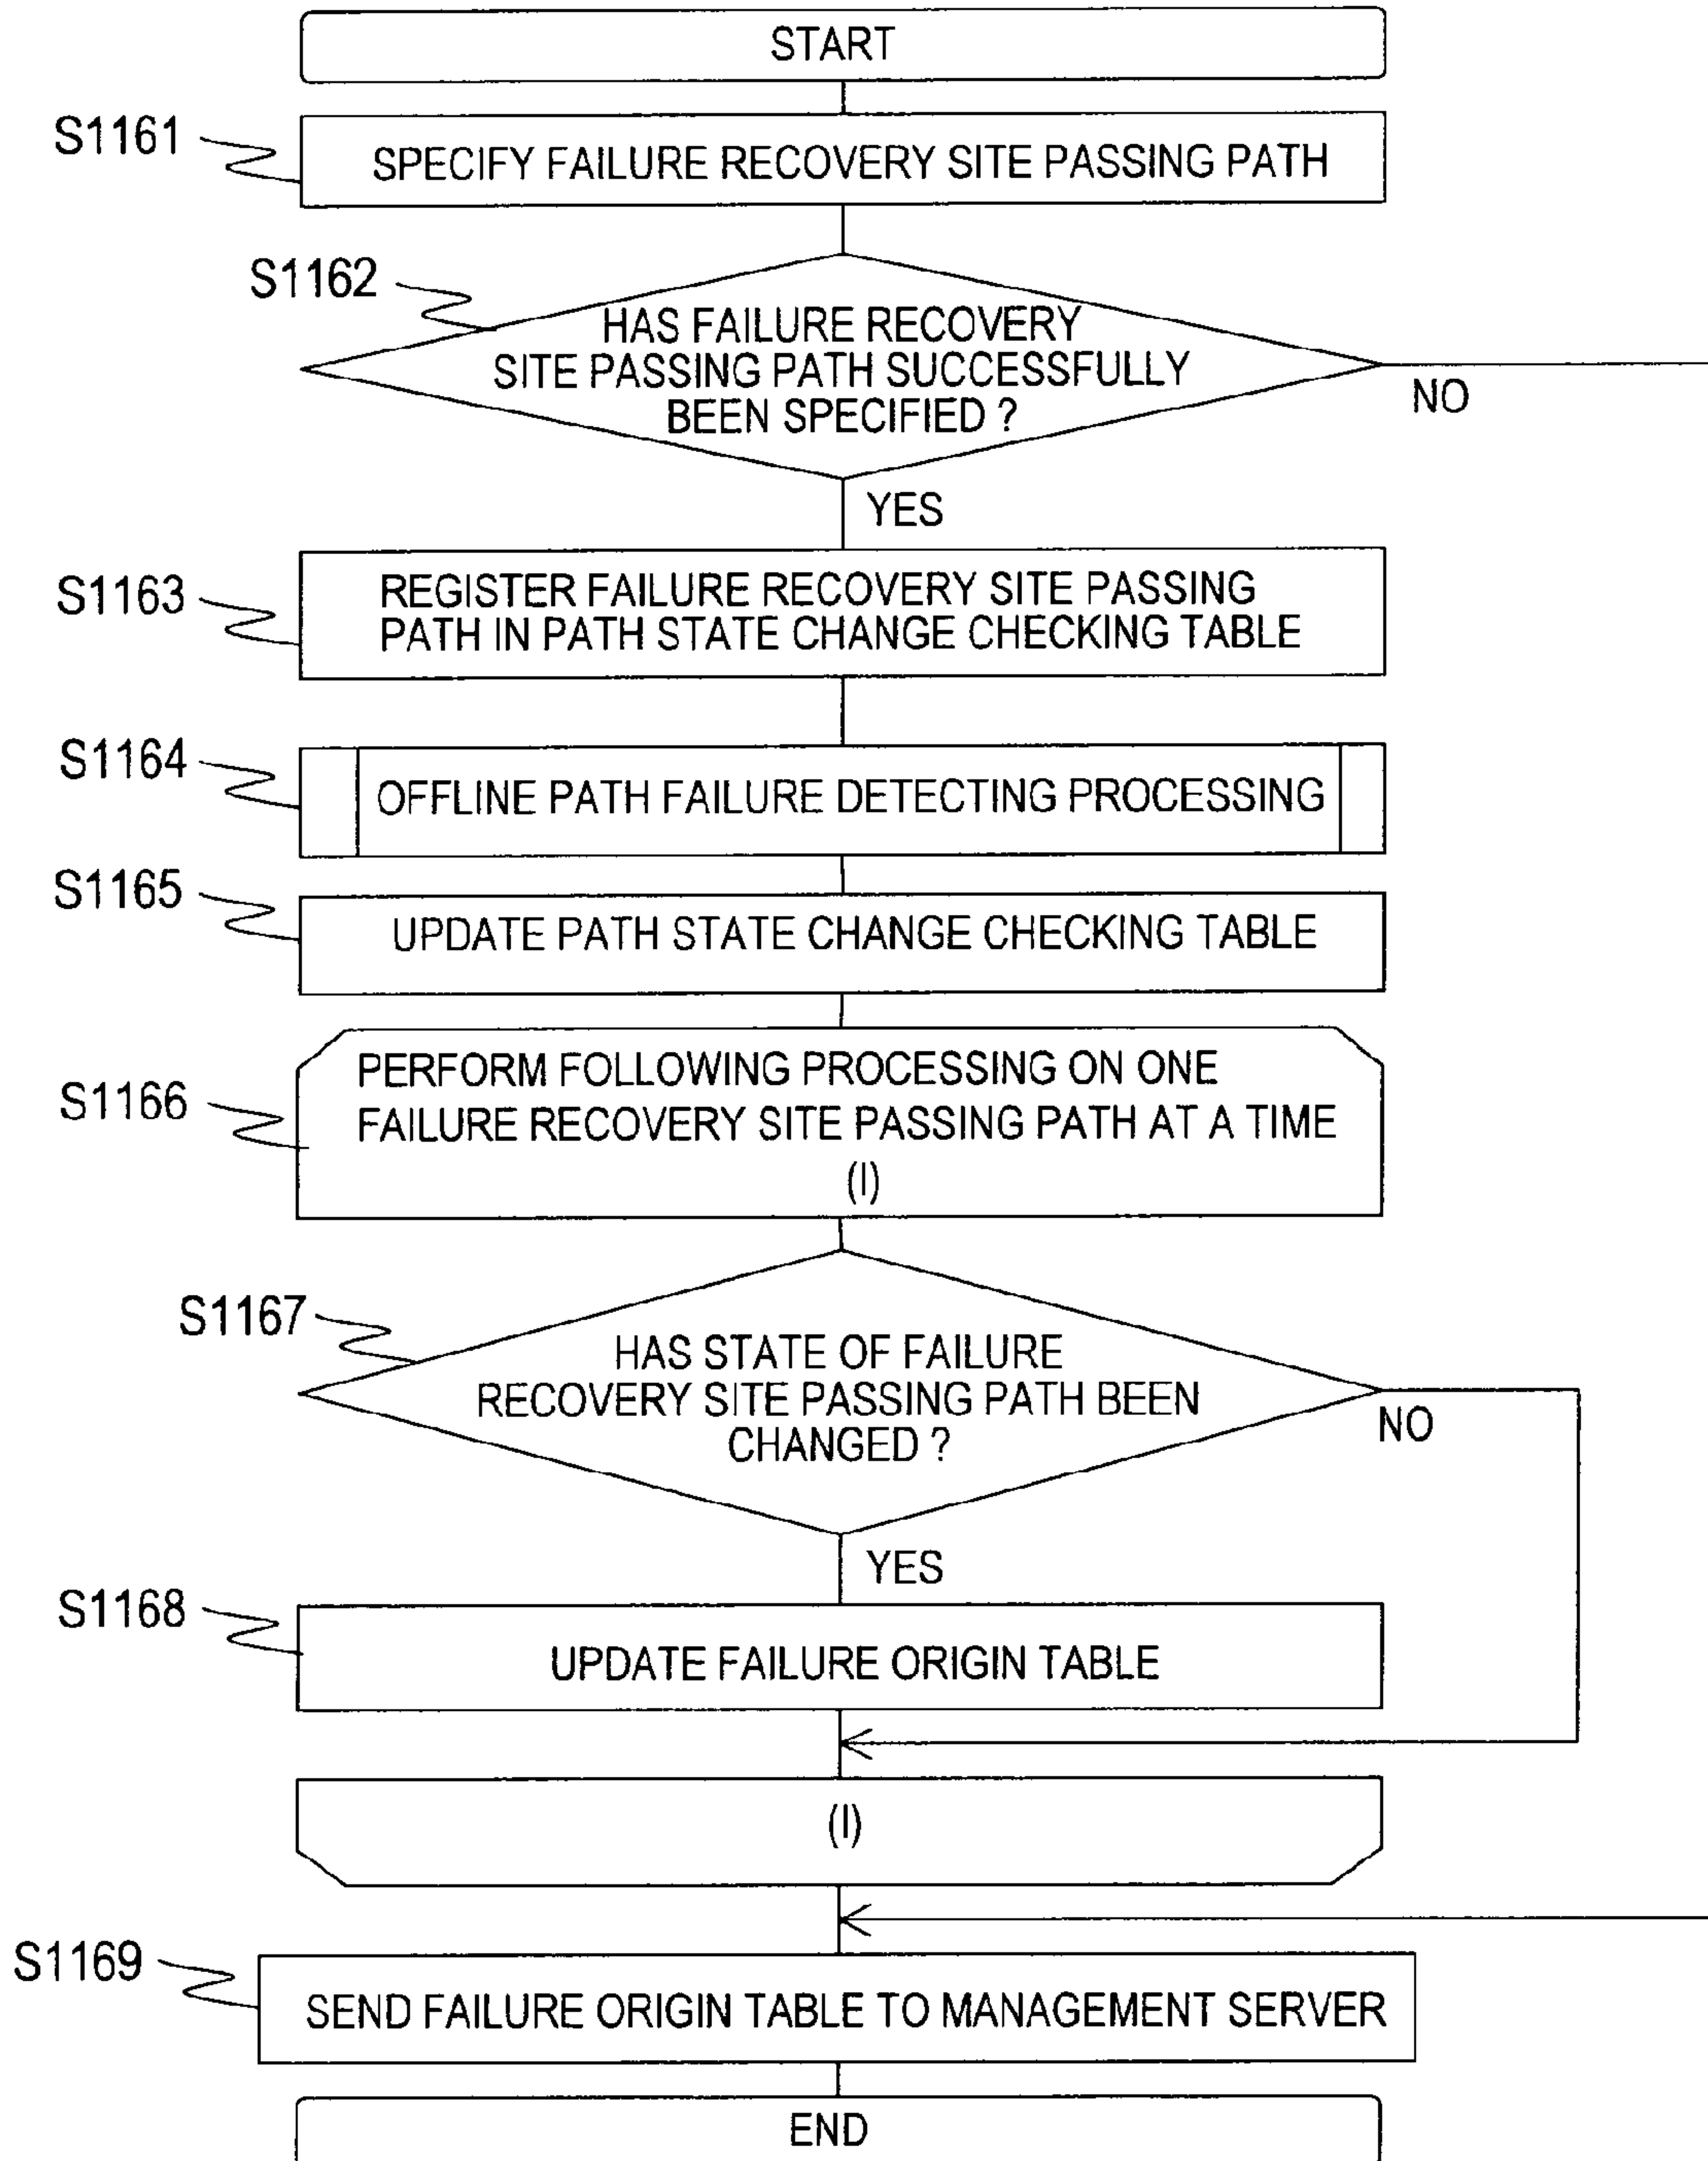 START
S1161
SPECIFY FAILURE RECOVERY SITE PASSING PATH
S1162
HAS FAILURE RECOVERY
SITE PASSING PATH SUCCESSFULLY
BEEN SPECIFIED ?
NO
YES
S1163
REGISTER FAILURE RECOVERY SITE PASSING
PATH IN PATH STATE CHANGE CHECKING TABLE
S1164
OFFLINE PATH FAILURE DETECTING PROCESSING
S1165
UPDATE PATH STATE CHANGE CHECKING TABLE
S1166
PERFORM FOLLOWING PROCESSING ON ONE
FAILURE RECOVERY SITE PASSING PATH AT A TIME
(I)
S1167
HAS STATE OF FAILURE
RECOVERY SITE PASSING PATH BEEN
CHANGED ?
NO
YES
S1168
UPDATE FAILURE ORIGIN TABLE
(I)
S1169
SEND FAILURE ORIGIN TABLE TO MANAGEMENT SERVER
END